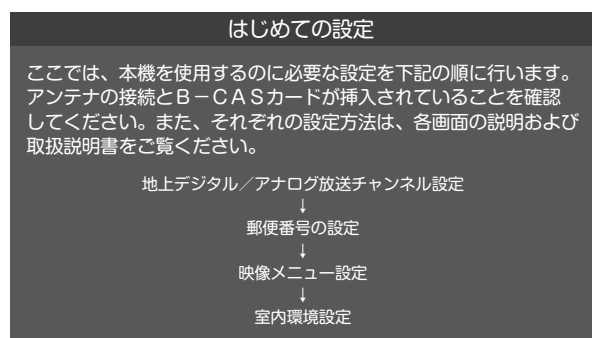 はじめての設定
ここでは、本機を使用するのに必要な設定を下記の順に行います。
アンテナの接続とB－CASカードが挿入されていることを確認
してください。また、それぞれの設定方法は、各画面の説明および
取扱説明書をご覧ください。
地上デジタル／アナログ放送チャンネル設定
↓
郵便番号の設定
↓
映像メニュー設定
↓
室内環境設定